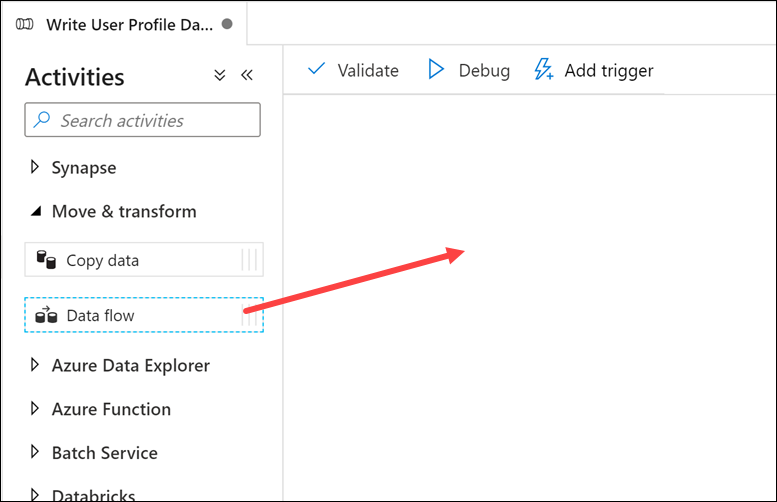 Write User Profile Da...
Activities
Validate
Debug
Add trigger
Search activities
Synapse
Move & transform
Copy data
Data flow
Azure Data Explorer
Azure Function
Batch Service
Databricks